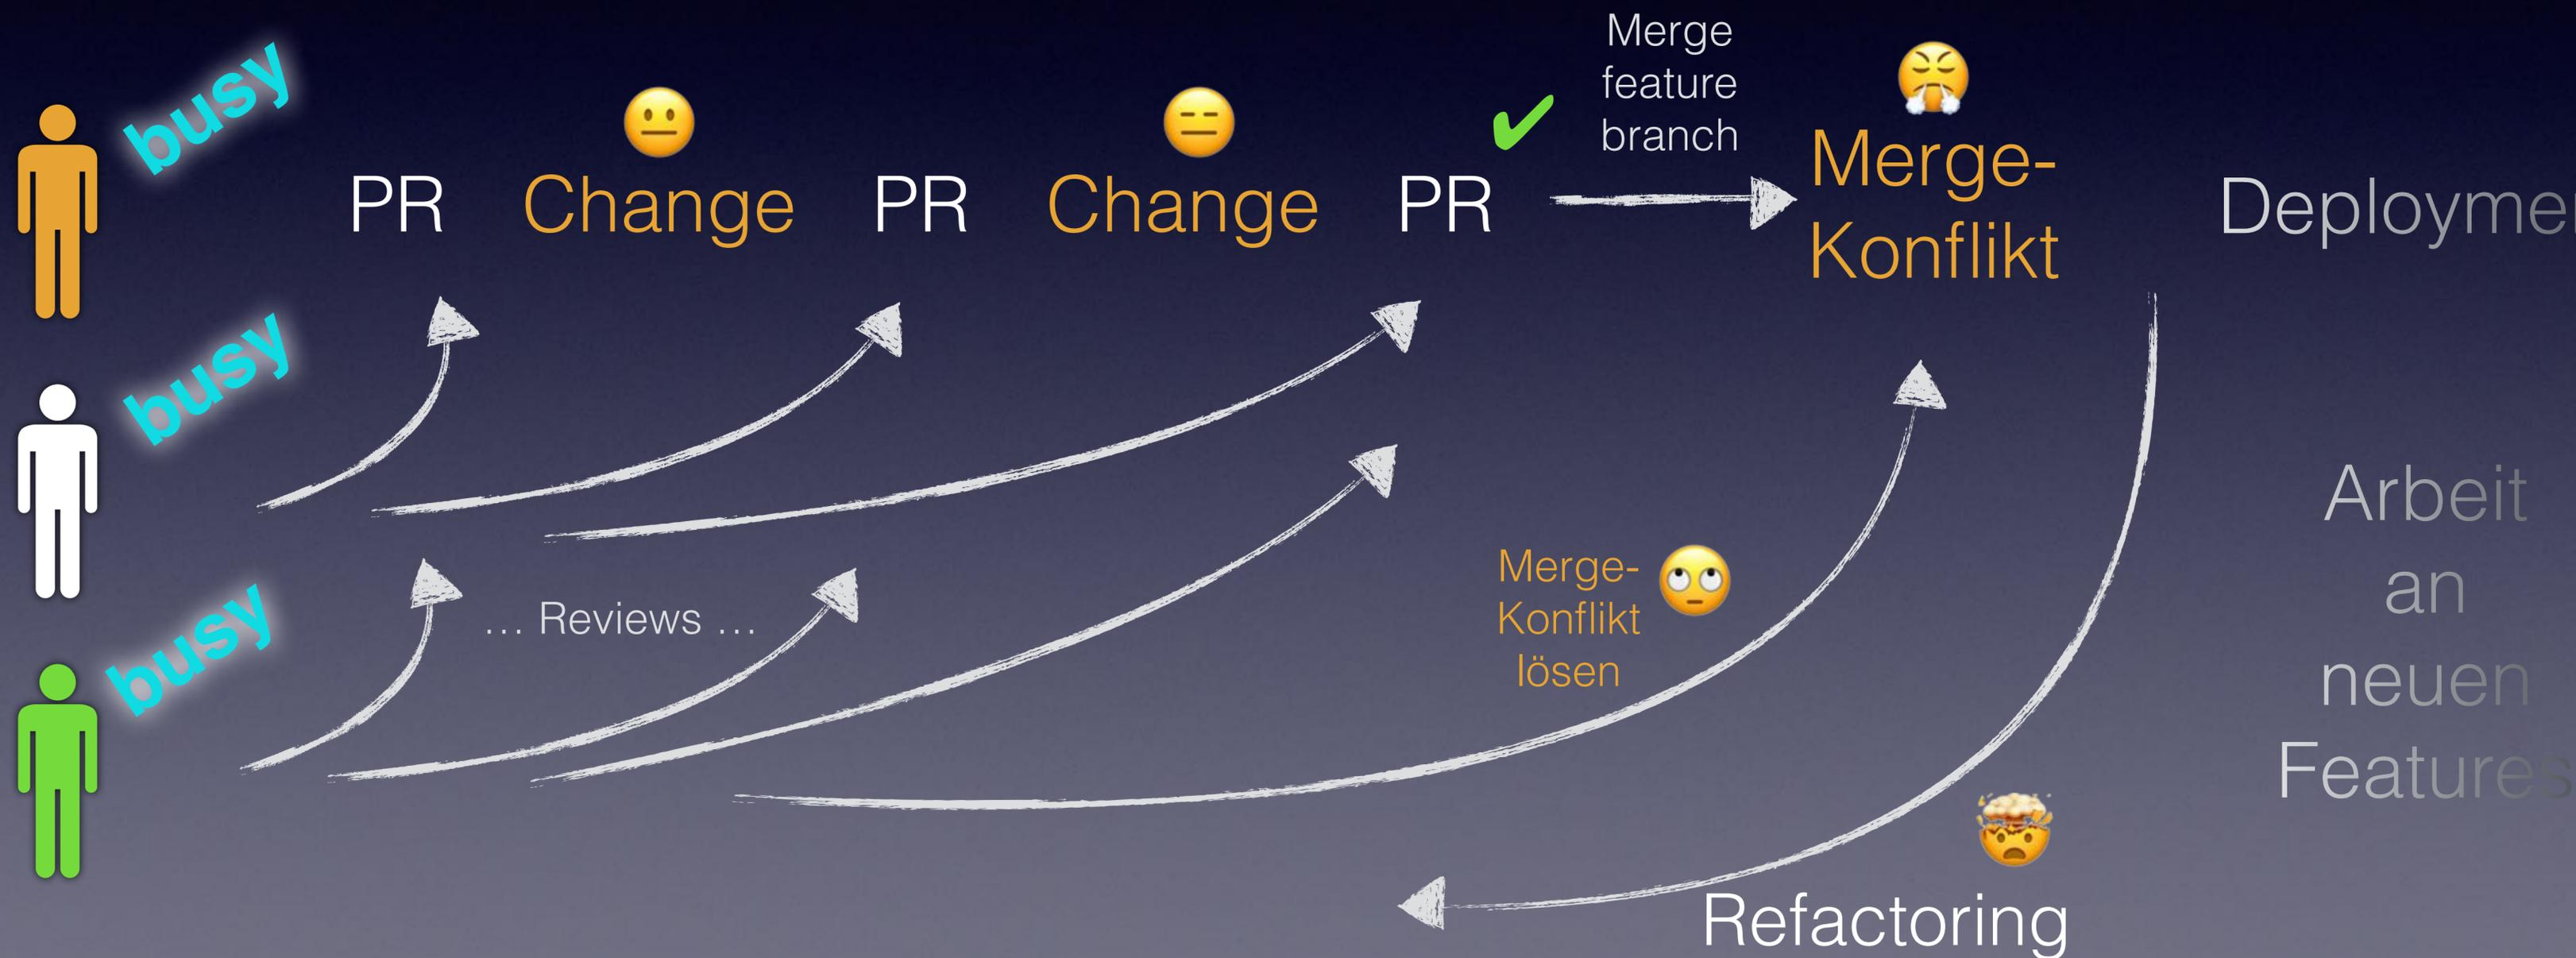 busy
Merge
feature
branch
PR
Change
PR
Change
PR
Merge-
Konflikt
Deployme
busy
busy
... Reviews ...
Merge-
Konflikt
lösen
Arbeit
an
neuen
Features
Refactoring